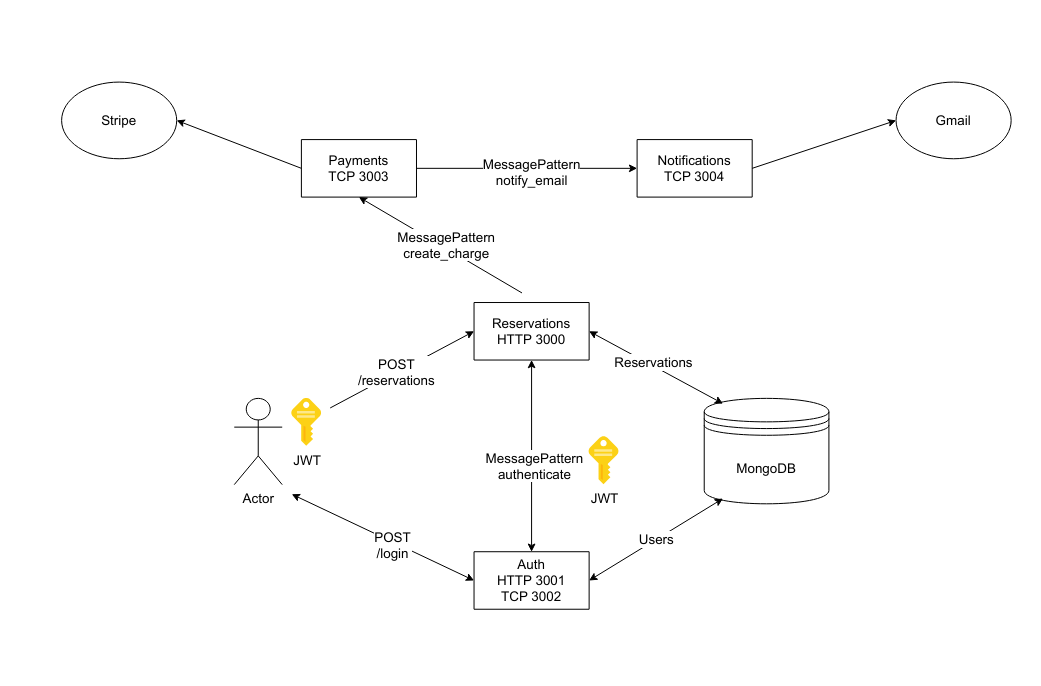 Stripe
Gmail
Payments
TCP 3003
MessagePattern
notify_email
Notifications
TCP 3004
MessagePattern
create_charge
Reservations
HTTP 3000
POST
/reservations
Reservations
JWT
MessagePattern
authenticate
MongoDB
JWT
Actor
POST
/login
Users
Auth
HTTP 3001
TCP 3002